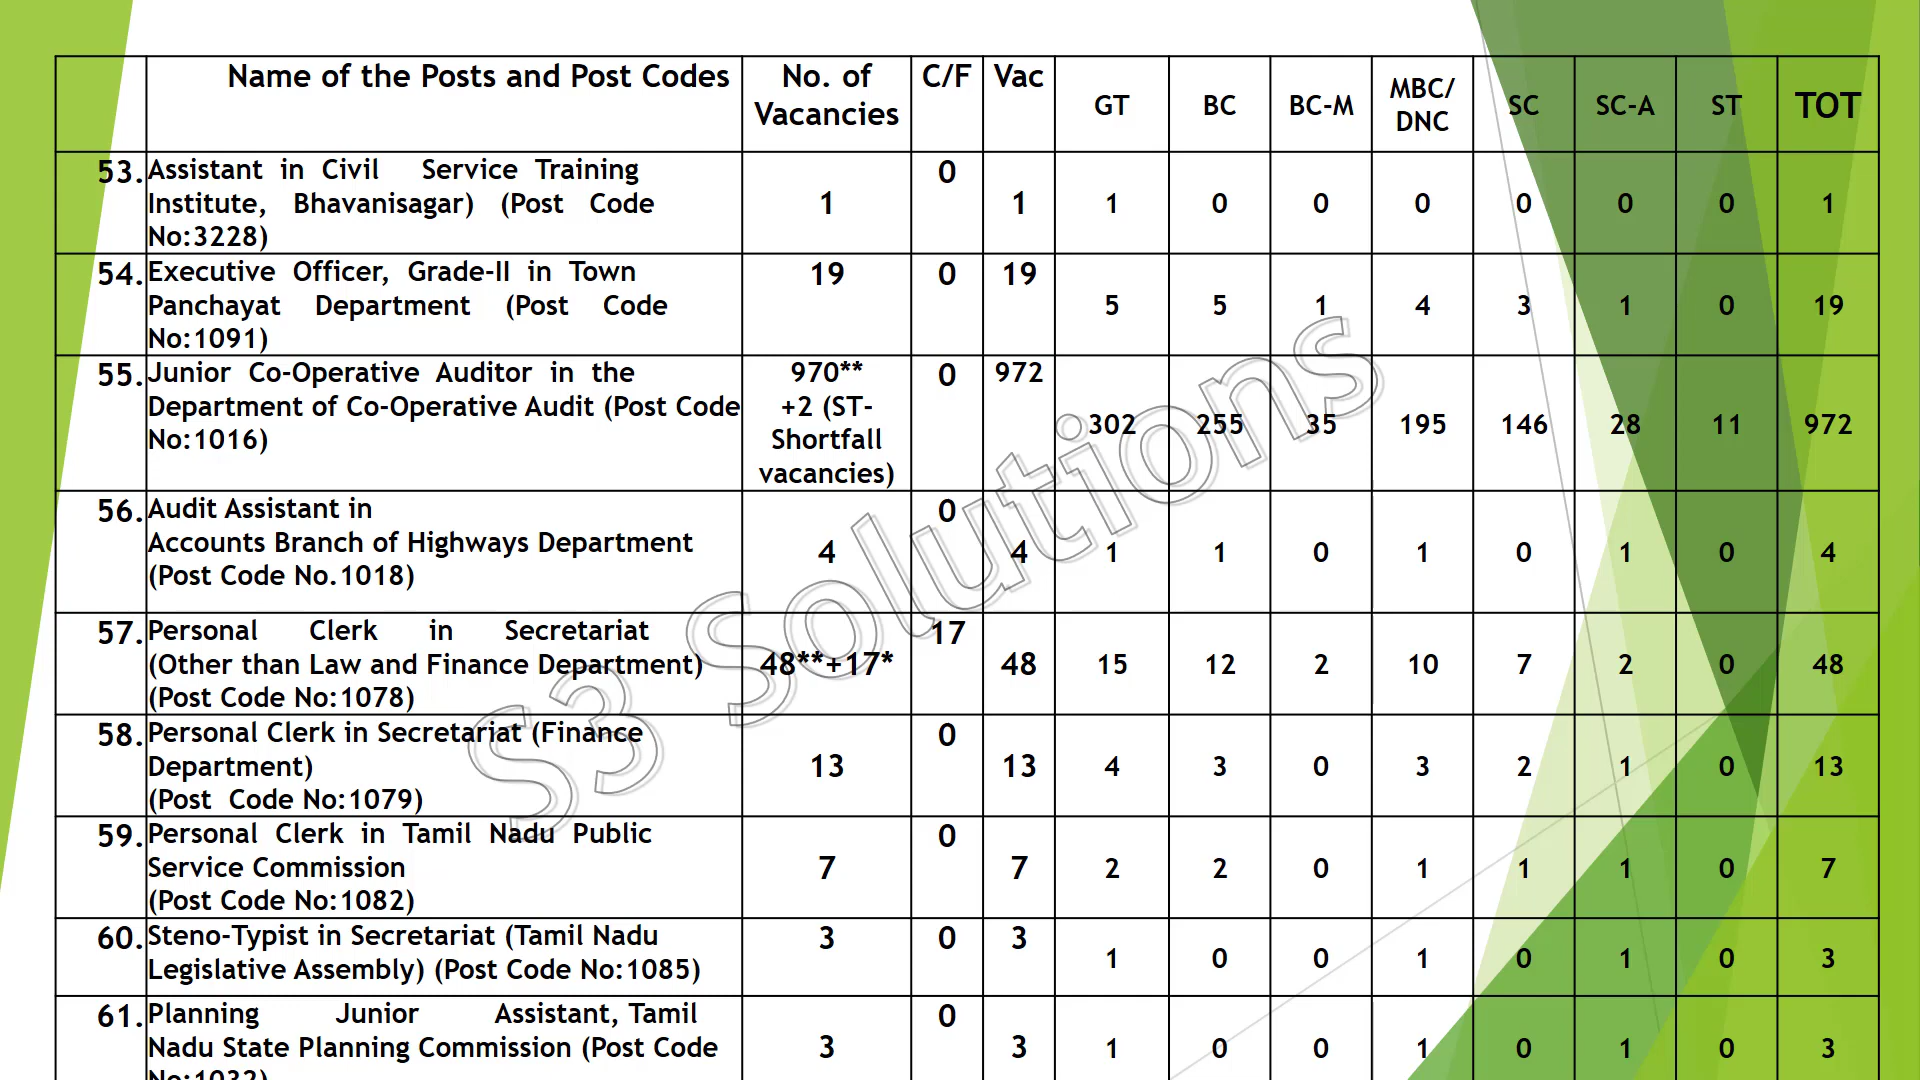 Name of the Posts and Post Codes No. of Vacancies C/F Vac GT BC BC-M MBC/ DNC SC SC-A ST TOT
53. Assistant in Civil Service Training
Institute, Bhavanisagar) (Post Code
No:3228)
1 0 1 1 0 0 0 0 0 0 1
54. Executive Officer, Grade-II in Town
Panchayat Department (Post Code
No:1091)
19 0 19 5 5 1 4 3 1 0 19
55. Junior Co-Operative Auditor in the
Department of Co-Operative Audit (Post Code
No:1016)
970**
+2 (ST-
Shortfall
vacancies)
0 972 302 255 35 195 146 28 11 972
56. Audit Assistant in
Accounts Branch of Highways Department
(Post Code No.1018)
4 0 4 1 1 0 1 0 1 0 4
57. Personal Clerk in Secretariat
(Other than Law and Finance Department)
(Post Code No:1078)
48**+17* 17 48 15 12 2 10 7 2 0 48
58. Personal Clerk in Secretariat (Finance
Department)
(Post Code No:1079)
13 0 13 4 3 0 3 2 1 0 13
59. Personal Clerk in Tamil Nadu Public
Service Commission
(Post Code No:1082)
7 0 7 2 2 0 1 1 1 0 7
60. Steno-Typist in Secretariat (Tamil Nadu
Legislative Assembly) (Post Code No:1085)
3 0 3 1 0 0 1 0 1 0 3
61. Planning Junior Assistant, Tamil
Nadu State Planning Commission (Post Code
No:1032)
3 0 3 1 0 0 1 0 1 0 3
S3 Solutions